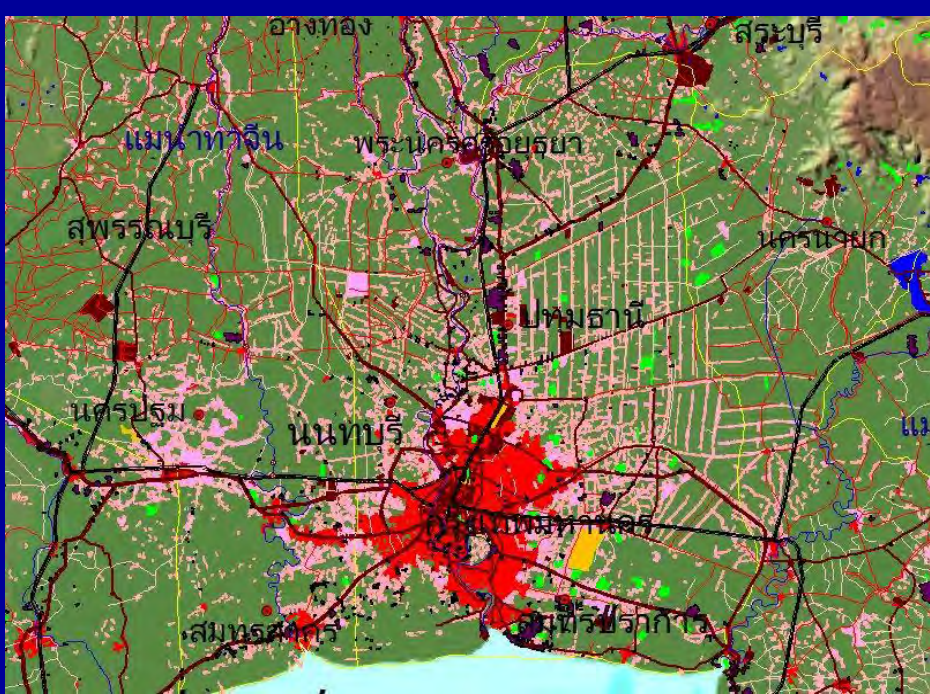 อ่างทอง
สระบุรี
แม่น้ำท่าจีน
พระนครศรีอยุธยา
สุพรรณบุรี
นครนายก
ปทุมธานี
นครปฐม
นนทบุรี
แม
กรุงเทพมหานคร
สมุทรสาคร
สมุทรปราการ